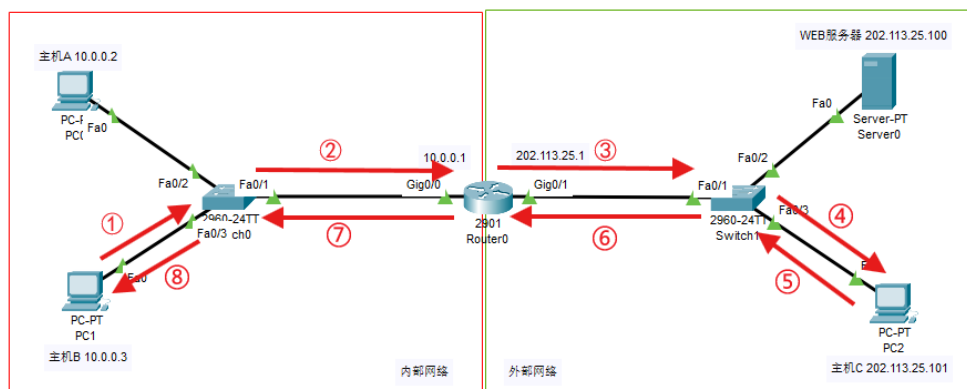 WEB服务器 202.113.25.100
主机A 10.0.0.2
PC-P
PC0
Fa0
Fa0
Server-PT
Server0
②
10.0.0.1
202.113.25.1
③
Fa0/2
Fa0/2
Fa0/1
Gig0/0
Gig0/1
Fa0/1
①
2960-24TT
ch0
2901
Router0
2960-24TT
Switch1
Fa0/3
④
Fa0/3
⑦
⑥
⑧
⑤
Fa0
PC-PT
PC1
PC-PT
PC2
主机B 10.0.0.3
内部网络
外部网络
主机C 202.113.25.101